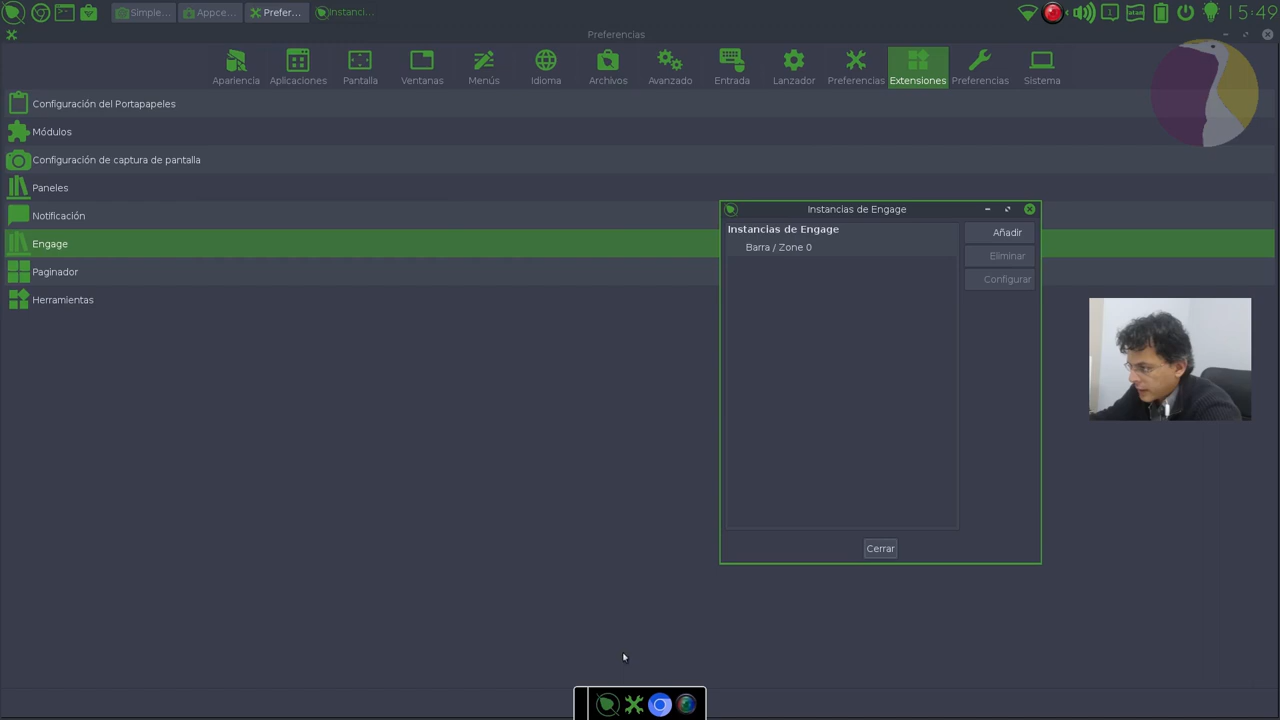 Simple...
Appce...
Prefer...
Instanci...
1
15:49
Preferencias
Apariencia
Aplicaciones
Pantalla
Ventanas
Menús
Idioma
Archivos
Avanzado
Entrada
Lanzador
Preferencias
Extensiones
Preferencias
Sistema
Configuración del Portapapeles
Módulos
Configuración de captura de pantalla
Paneles
Notificación
Engage
Paginador
Herramientas
Instancias de Engage
Instancias de Engage
Barra / Zone 0
Añadir
Eliminar
Configurar
Cerrar